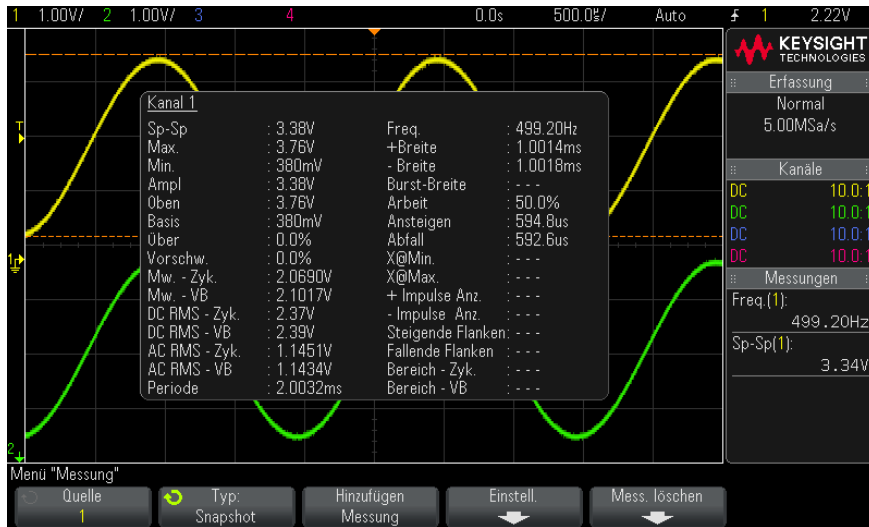 1 1.00V/ 2 1.00V/ 3 4 0.0s 500.0㎲/ Auto 1 2.22V
KEYSIGHT
TECHNOLOGIES
Erfassung
Normal
5.00MSa/s
Kanäle
DC 10.0:1
DC 10.0:1
DC 10.0:1
DC 10.0:1
Messungen
Freq.(1):
499.20Hz
Sp-Sp(1):
3.34V
T
1
2
Kanal 1
Sp-Sp : 3.38V Freq. : 499.20Hz
Max. : 3.76V +Breite : 1.0014ms
Min. : 380mV - Breite : 1.0018ms
Ampl : 3.38V Burst-Breite : - - -
Oben : 3.76V Arbeit : 50.0%
Basis : 380mV Ansteigen : 594.8us
Über : 0.0% Abfall : 592.6us
Vorschw. : 0.0% X@Min. : - - -
Mw. - Zyk. : 2.0690V X@Max. : - - -
Mw. - VB : 2.1017V + Impulse Anz. : - - -
DC RMS - Zyk. : 2.37V - Impulse Anz. : - - -
DC RMS - VB : 2.39V Steigende Flanken: - - -
AC RMS - Zyk. : 1.1451V Fallende Flanken : - - -
AC RMS - VB : 1.1434V Bereich - Zyk. : - - -
Periode : 2.0032ms Bereich - VB : - - -
Menü "Messung"
Quelle
1
Typ:
Snapshot
Hinzufügen
Messung
Einstell.
Mess. löschen